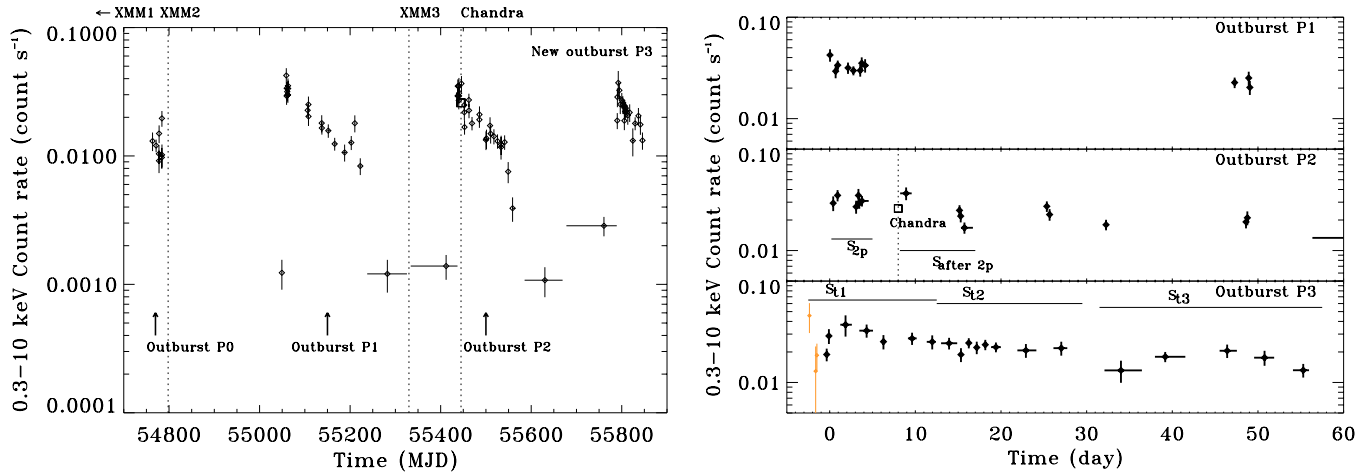 ← XMM1 XMM2 XMM3 Chandra
0.3−10 keV Count rate (count s⁻¹)
0.1000
0.0100
0.0010
0.0001
New outburst P3
Outburst P0
Outburst P1
Outburst P2
54800 55000 55200 55400 55600 55800
Time (MJD)
0.3−10 keV Count rate (count s⁻¹)
0.10
0.01
Outburst P1
0.10
0.01
Outburst P2
Chandra
S2p
Safter 2p
0.10
0.01
Outburst P3
St1
St2
St3
0 10 20 30 40 50 60
Time (day)